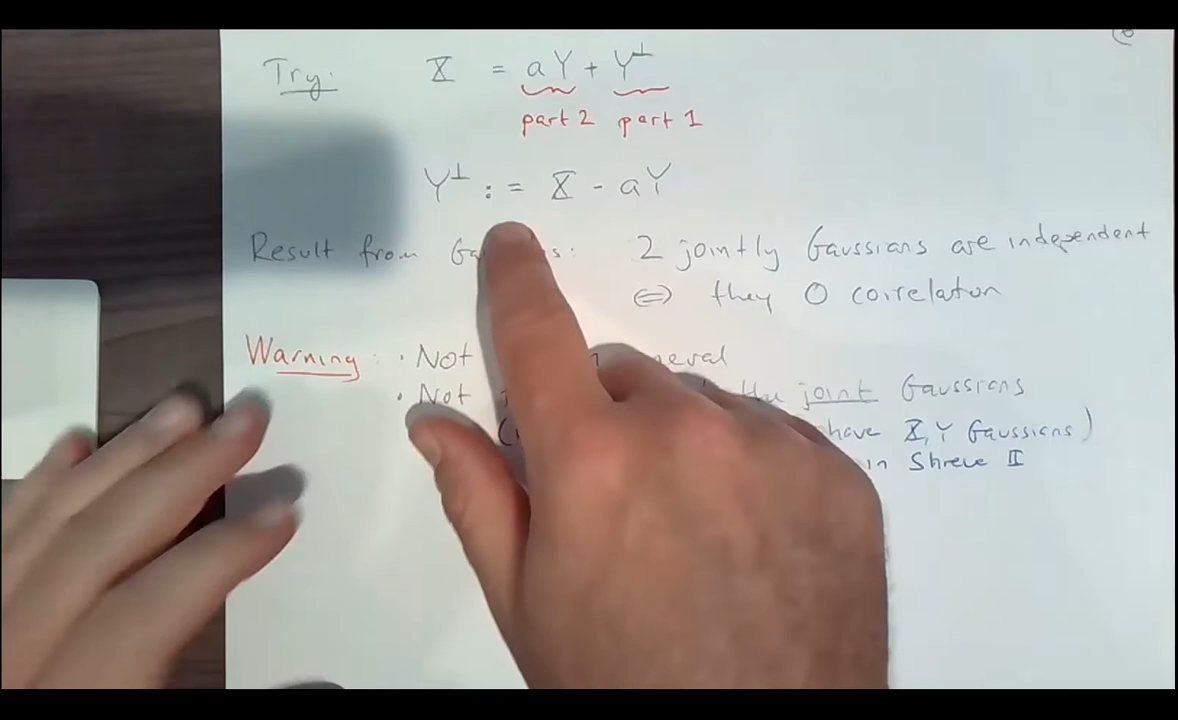 Try: X = aY + Y⊥
part 2 part 1
Y⊥ := X - aY
Result from : 2 jointly Gaussians are independent
⇔ they 0 correlation
Warning: · Not
· Not joint Gaussians
( have X, Y Gaussians)
in Shreve II